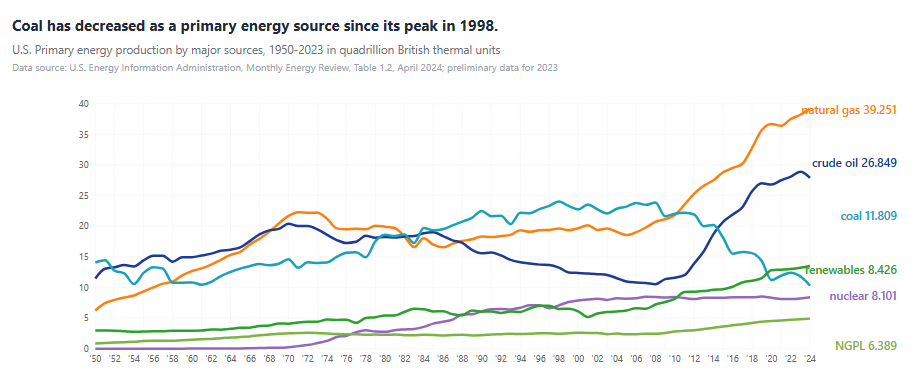 Coal has decreased as a primary energy source since its peak in 1998.
U.S. Primary energy production by major sources, 1950-2023 in quadrillion British thermal units
Data source: U.S. Energy Information Administration, Monthly Energy Review, Table 1.2, April 2024; preliminary data for 2023
40
natural gas 39.251
35
30
crude oil 26.849
25
20
coal 11.809
15
renewables 8.426
10
nuclear 8.101
5
NGPL 6.389
0
'50 '52 '54 '56 '58 '60 '62 '64 '66 '68 '70 '72 '74 '76 '78 '80 '82 '84 '86 '88 '90 '92 '94 '96 '98 '00 '02 '04 '06 '08 '10 '12 '14 '16 '18 '20 '22 '24